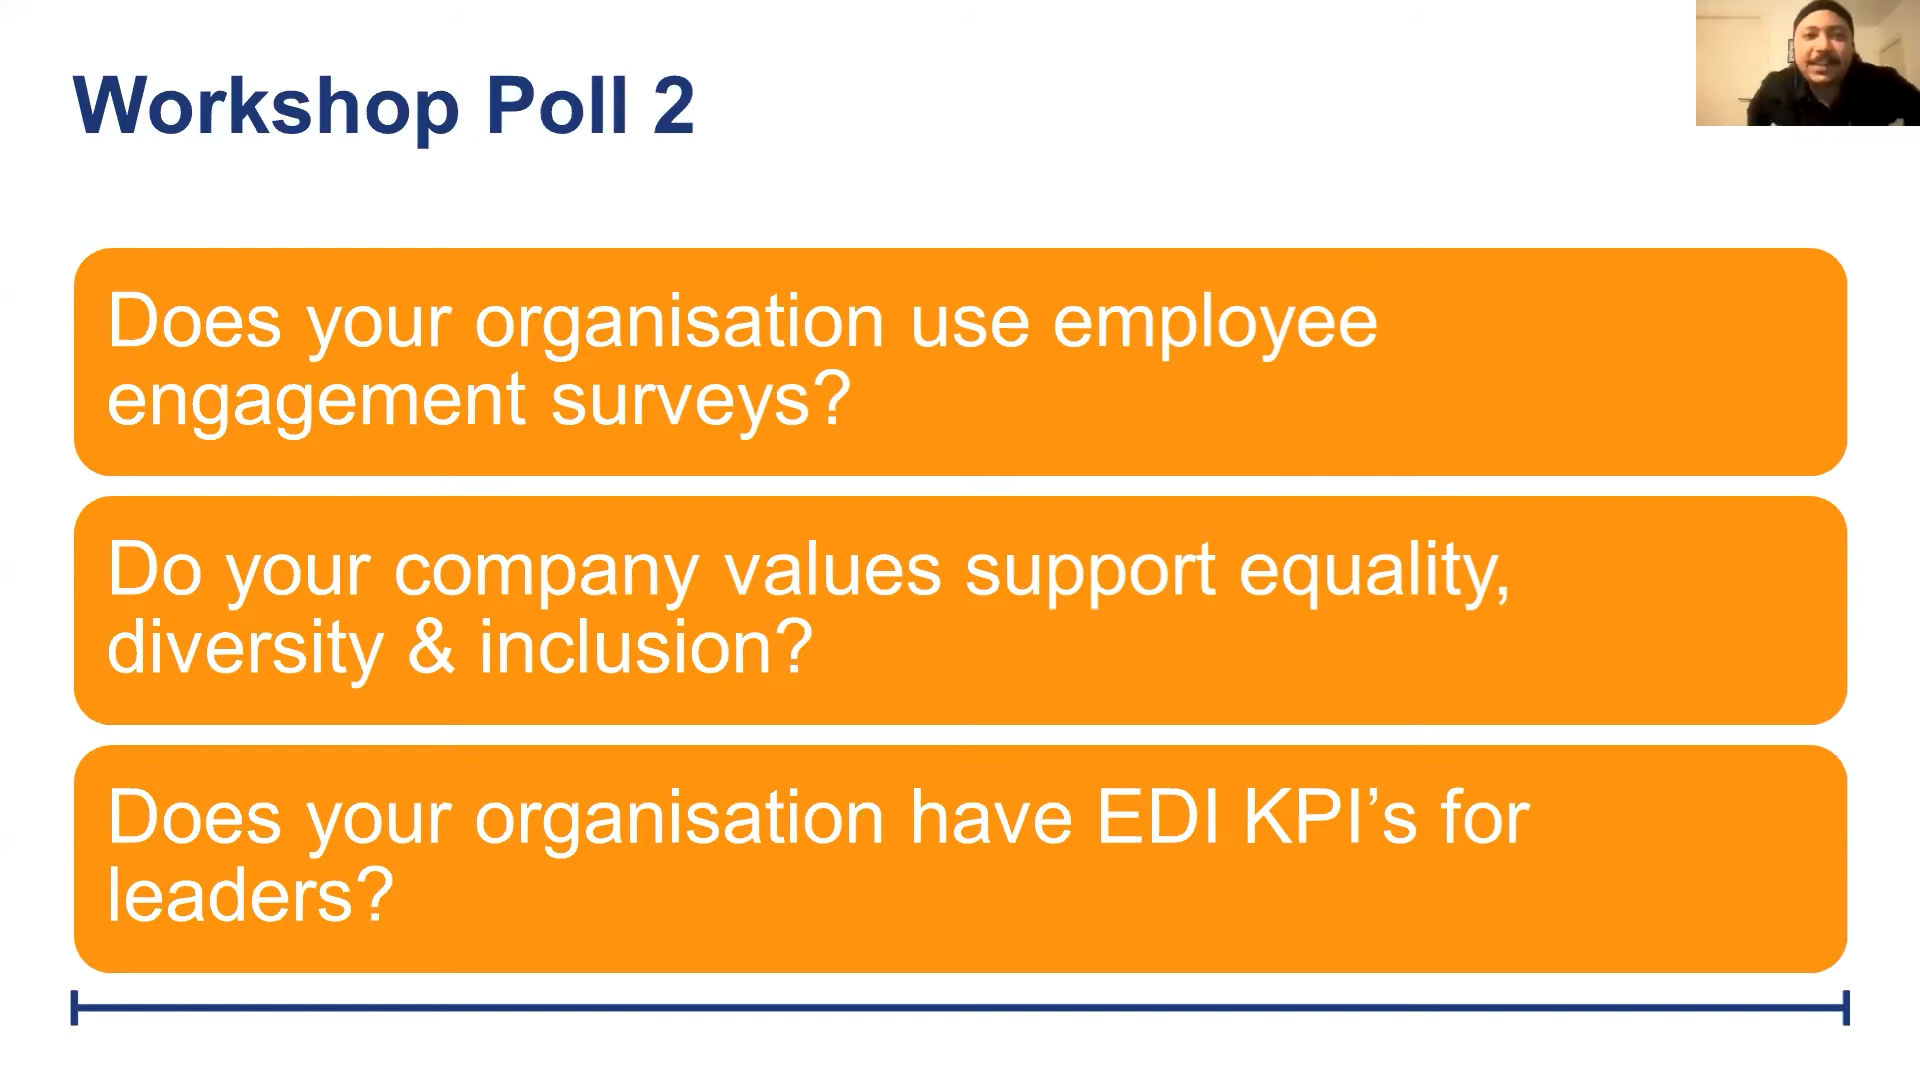 Workshop Poll 2
Does your organisation use employee
engagement surveys?
Do your company values support equality,
diversity & inclusion?
Does your organisation have EDI KPI’s for
leaders?